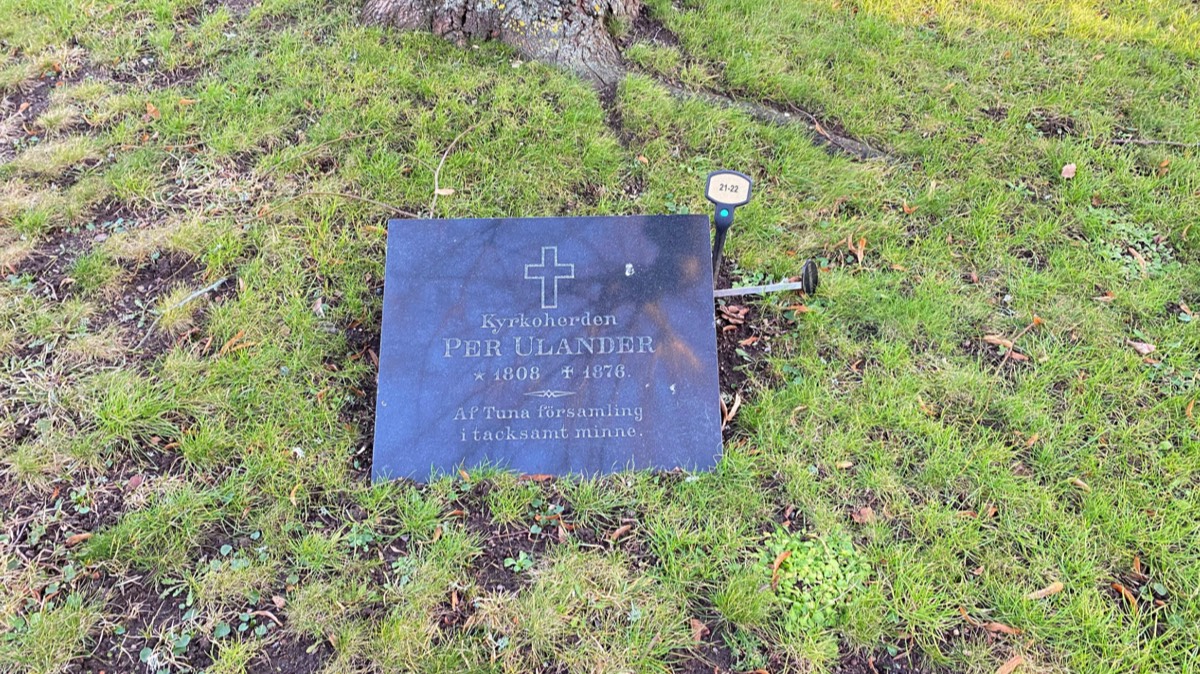 21-22
Kyrkoherden
PER ULANDER
★ 1808 ✠ 1876.
Af Tuna församling
i tacksamt minne.